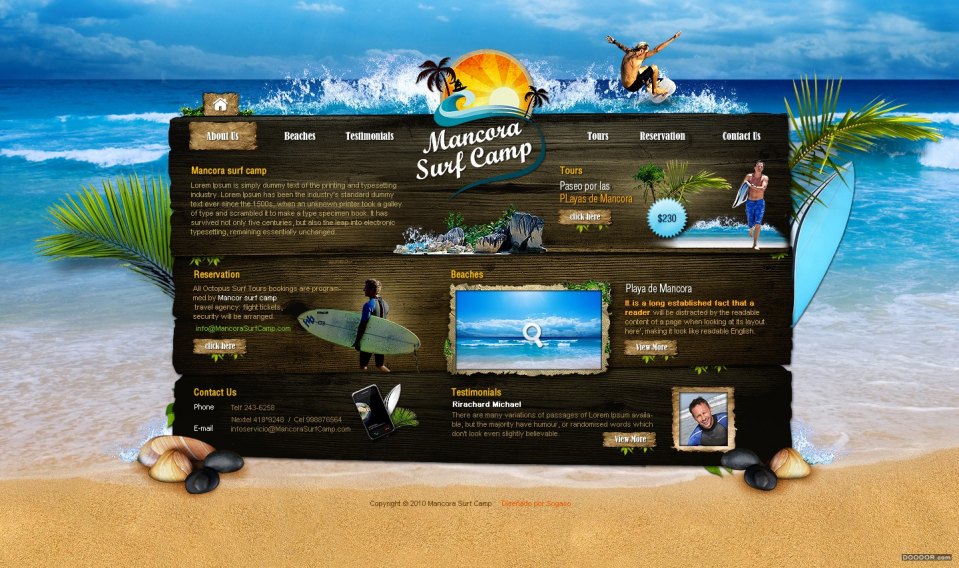 About Us
Beaches
Testimonials
Mancora
Surf Camp
Tours
Reservation
Contact Us
Mancora surf camp
Lorem Ipsum is simply dummy text of the printing and typesetting
industry. Lorem Ipsum has been the industry's standard dummy
text ever since the 1500s, when an unknown printer took a galley
of type and scrambled it to make a type specimen book. It has
survived not only five centuries, but also the leap into electronic
typesetting, remaining essentially unchanged.
Tours
Paseo por las
PLayas de Mancora
click here
$230
Reservation
All Octopus Surf Tours bookings are program-
med by Mancor surf camp
travel agency: flight tickets,
security will be arranged.
info@MancoraSurfCamp.com
click here
Beaches
Playa de Mancora
It is a long established fact that a
reader will be distracted by the readable
content of a page when looking at its layout
here', making it look like readable English.
View More
Contact Us
Phone Telf 243-6258
Nextel 418*9248 / Cel 998876564
E-mail infoservicio@MancoraSurfCamp.com
Testimonials
Rirachard Michael
There are many variations of passages of Lorem Ipsum availa-
ble, but the majority have humour, or randomised words which
don't look even slightly believable.
View More
Copyright © 2010 Mancora Surf Camp Diseñado por Sogaso
DOOOOR.com